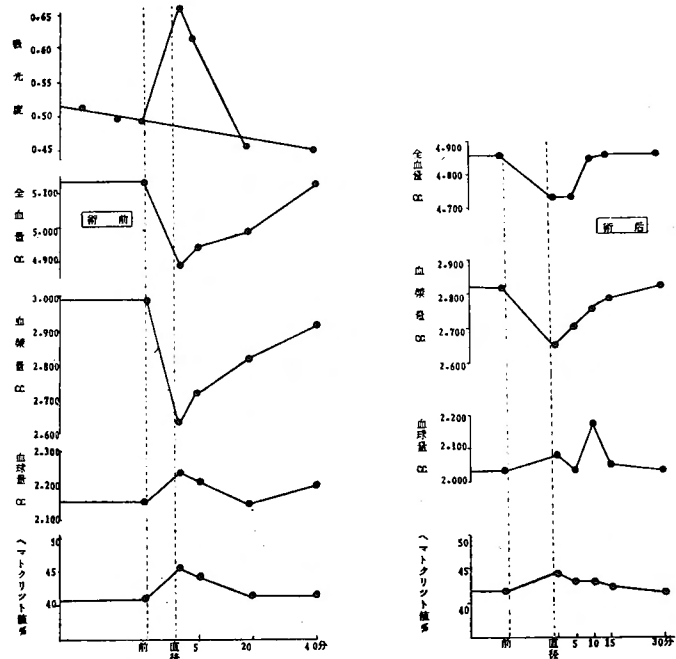 0.65
0.60
0.55
0.50
0.45
吸光度
5.100
5.000
4.900
全血量 cc
術前
3.000
2.900
2.800
2.700
2.600
血漿量 cc
2.300
2.200
2.100
血球量 cc
50
45
40
ヘマトクリット値%
前
直後
5
20
40分
4.900
4.800
4.700
全血量 cc
術后
2.900
2.800
2.700
2.600
血漿量 cc
2.200
2.100
2.000
血球量 cc
50
45
40
ヘマトクリット値%
前
直後
5
10
15
30分